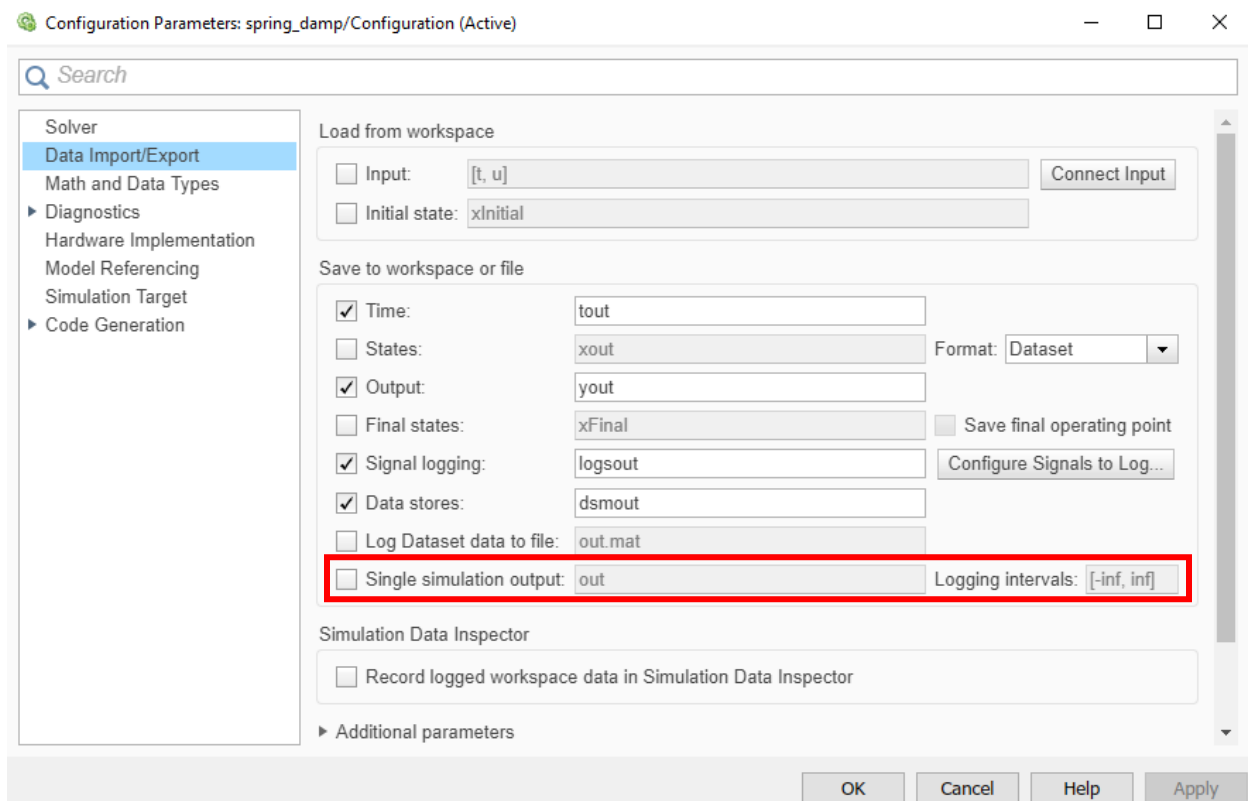 Configuration Parameters: spring_damp/Configuration (Active)
Search
Solver
Data Import/Export
Math and Data Types
Diagnostics
Hardware Implementation
Model Referencing
Simulation Target
Code Generation
Load from workspace
Input: [t, u] Connect Input
Initial state: xInitial
Save to workspace or file
Time: tout
States: xout Format: Dataset
Output: yout
Final states: xFinal Save final operating point
Signal logging: logsout Configure Signals to Log...
Data stores: dsmout
Log Dataset data to file: out.mat
Single simulation output: out Logging intervals: [-inf, inf]
Simulation Data Inspector
Record logged workspace data in Simulation Data Inspector
Additional parameters
OK Cancel Help Apply